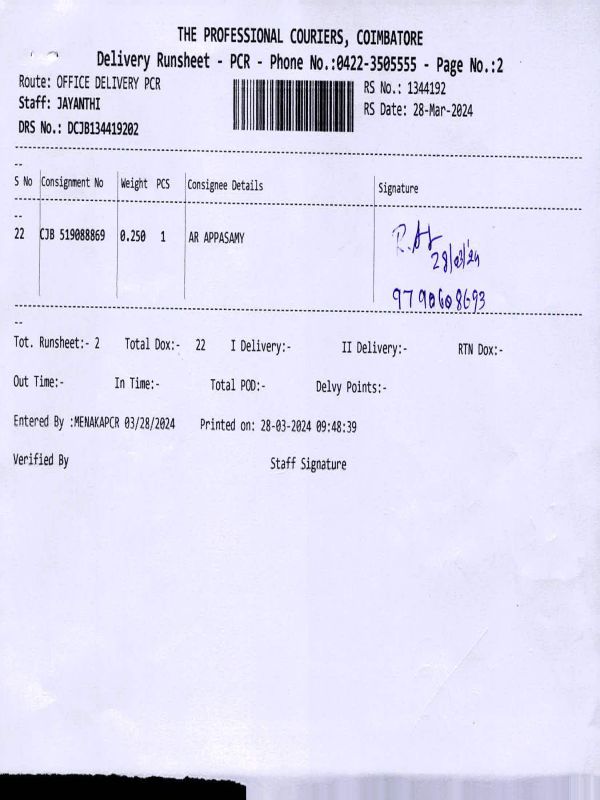 THE PROFESSIONAL COURIERS, COIMBATORE
Delivery Runsheet - PCR - Phone No.:0422-3505555 - Page No.:2
Route: OFFICE DELIVERY PCR
RS No.: 1344192
Staff: JAYANTHI
RS Date: 28-Mar-2024
DRS No.: DCJB134419202
--
S No Consignment No Weight PCS Consignee Details Signature
--
22 CJB 519088869 0.250 1 AR APPASAMY
28/03/24
9790608693
--
Tot. Runsheet:- 2 Total Dox:- 22 I Delivery:- II Delivery:- RTN Dox:-
Out Time:- In Time:- Total POD:- Delvy Points:-
Entered By :MENAKAPCR 03/28/2024 Printed on: 28-03-2024 09:48:39
Verified By Staff Signature